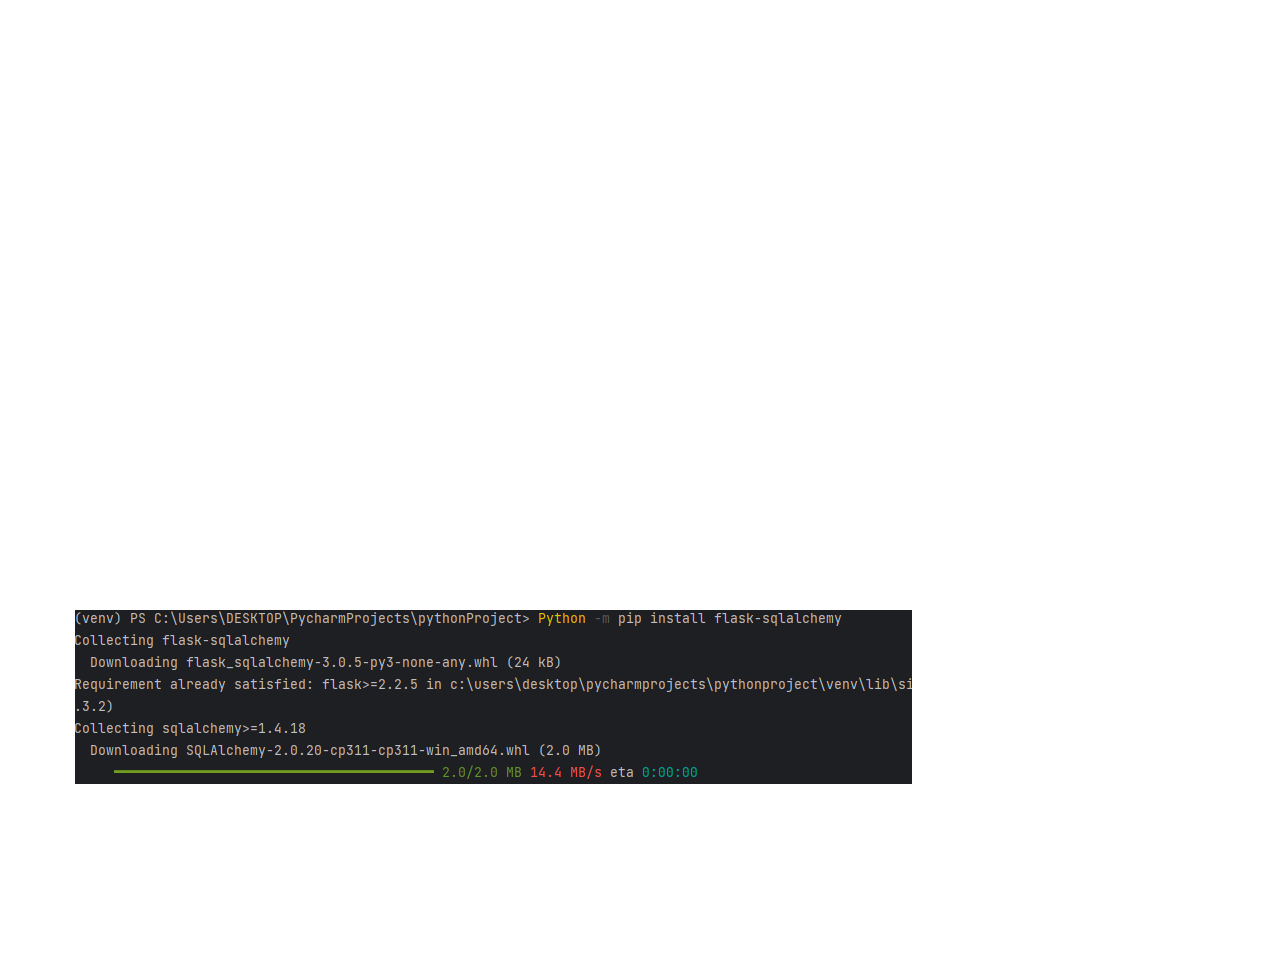 (venv) PS C:\Users\DESKTOP\PycharmProjects\pythonProject> Python -m pip install flask-sqlalchemy
Collecting flask-sqlalchemy
Downloading flask_sqlalchemy-3.0.5-py3-none-any.whl (24 kB)
Requirement already satisfied: flask>=2.2.5 in c:\users\desktop\pycharmprojects\pythonproject\venv\lib\si
.3.2)
Collecting sqlalchemy>=1.4.18
Downloading SQLAlchemy-2.0.20-cp311-cp311-win_amd64.whl (2.0 MB)
2.0/2.0 MB 14.4 MB/s eta 0:00:00